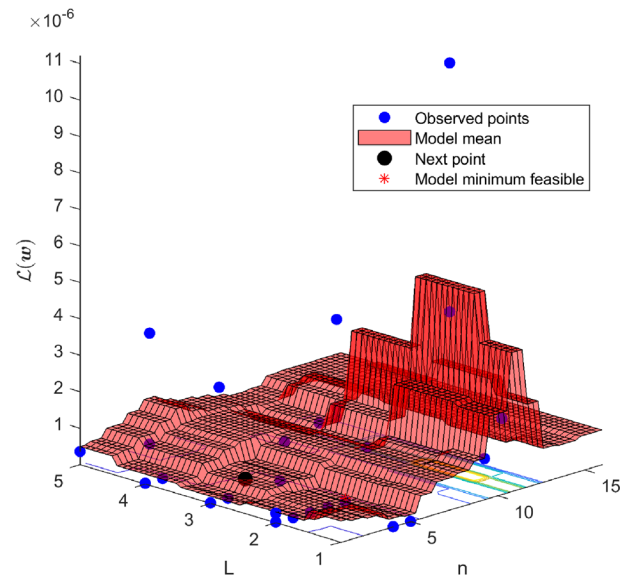 ×10⁻⁶
11
10
9
8
7
6
5
4
3
2
1
ℒ(w)
Observed points
Model mean
Next point
Model minimum feasible
5
4
3
2
1
L
5
10
15
n